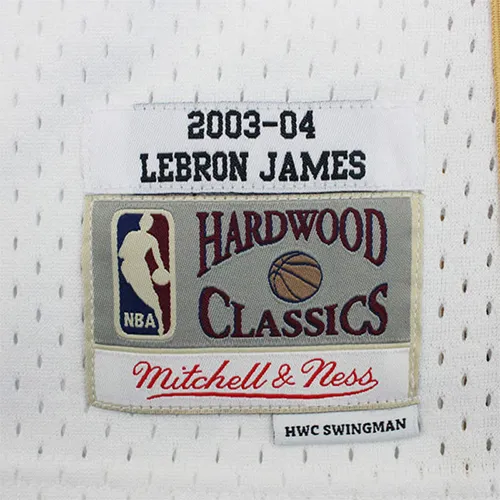 2003-04
LEBRON JAMES
NBA
HARDWOOD
CLASSICS
Mitchell & Ness
HWC SWINGMAN